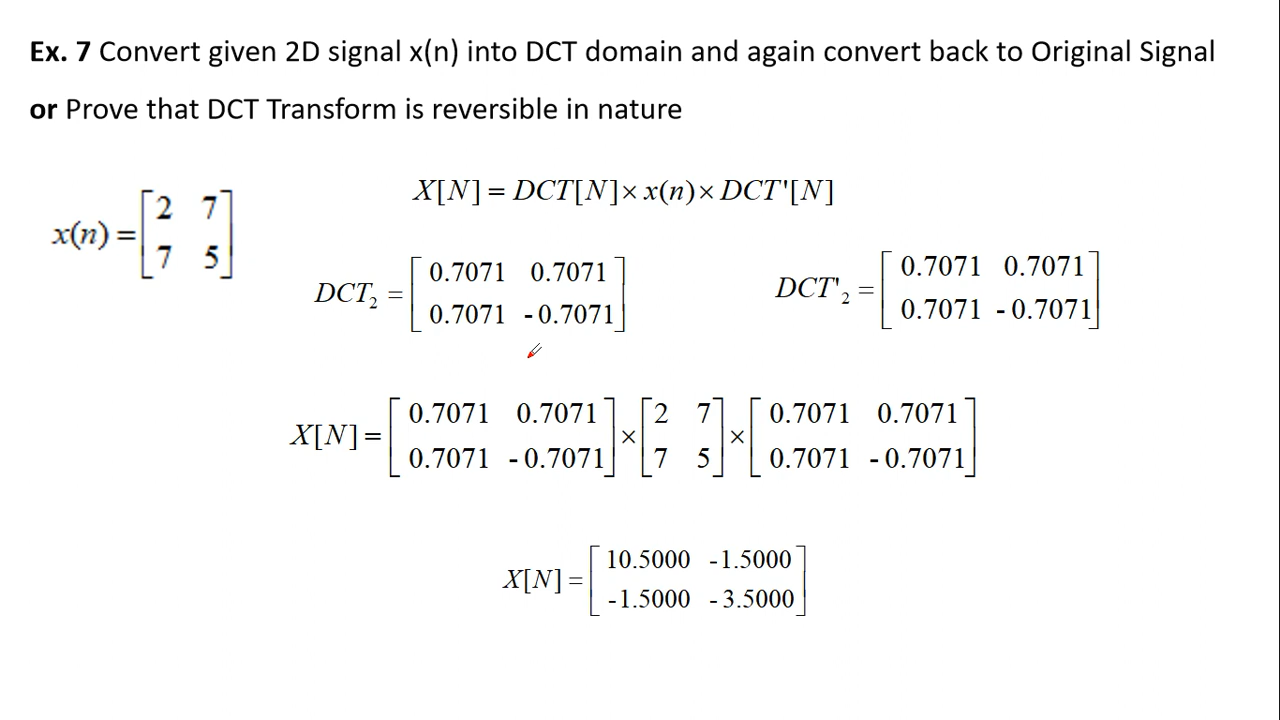 Ex. 7 Convert given 2D signal x(n) into DCT domain and again convert back to Original Signal
or Prove that DCT Transform is reversible in nature
x(n) = [2 7
7 5]
X[N] = DCT[N] × x(n) × DCT'[N]
DCT₂ = [0.7071 0.7071
0.7071 -0.7071]
DCT'₂ = [0.7071 0.7071
0.7071 -0.7071]
X[N] = [0.7071 0.7071 × [2 7 × [0.7071 0.7071
0.7071 -0.7071] 7 5] 0.7071 -0.7071]
X[N] = [10.5000 -1.5000
-1.5000 -3.5000]